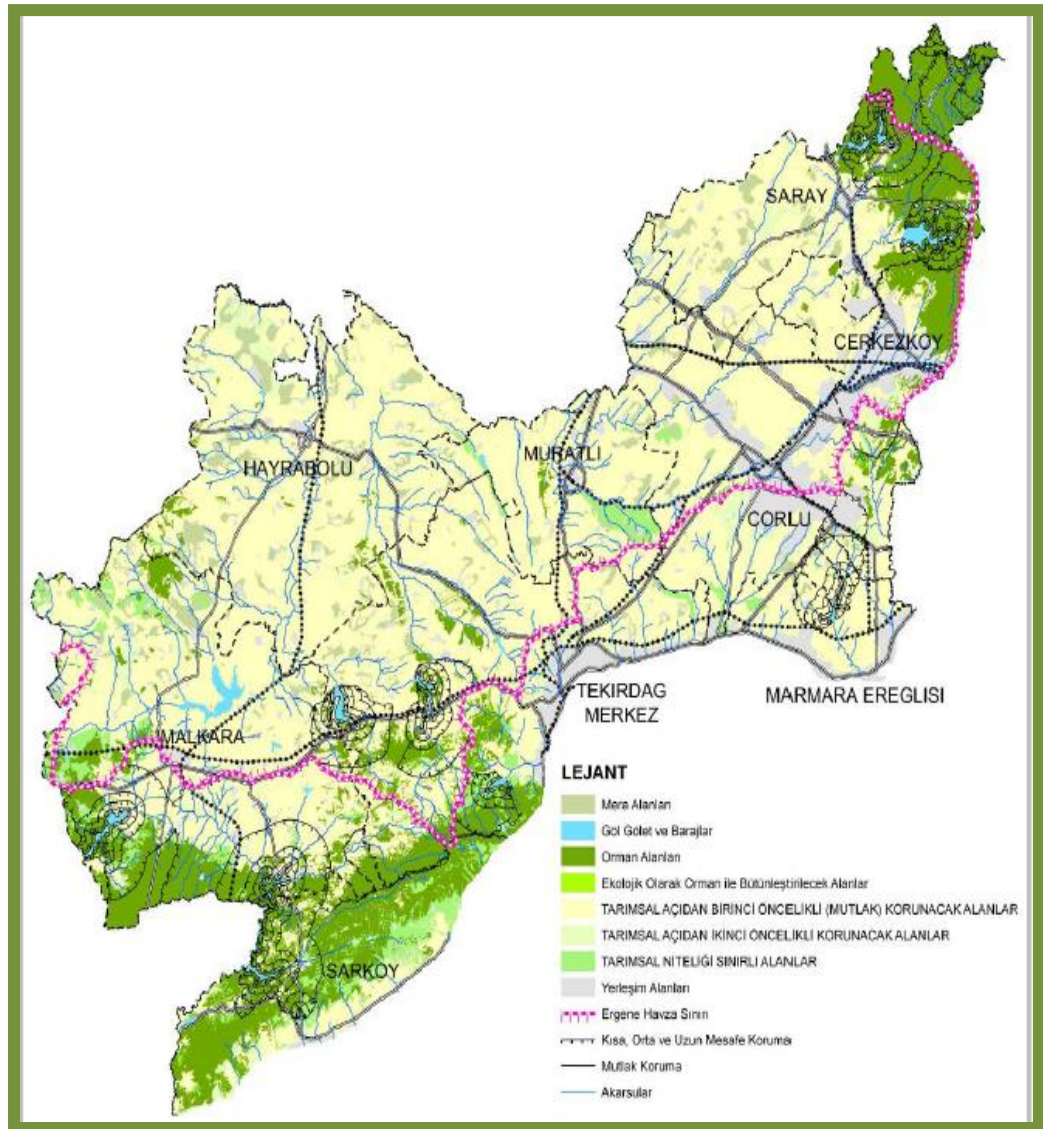 SARAY
CERKEZKOY
MURATLI
HAYRABOLU
CORLU
TEKIRDAG
MERKEZ
MARMARA EREGLISI
MALKARA
SARKOY
LEJANT
Mera Alanları
Göl Gölet ve Barajlar
Orman Alanları
Ekolojik Olarak Orman ile Bütünleştirilecek Alanlar
TARIMSAL AÇIDAN BİRİNCİ ÖNCELİKLİ (MUTLAK) KORUNACAK ALANLAR
TARIMSAL AÇIDAN İKİNCİ ÖNCELİKLİ KORUNACAK ALANLAR
TARIMSAL NİTELİĞİ SINIRLI ALANLAR
Yerleşim Alanları
Ergene Havza Sınırı
Kısa, Orta ve Uzun Mesafe Koruma
Mutlak Koruma
Akarsular